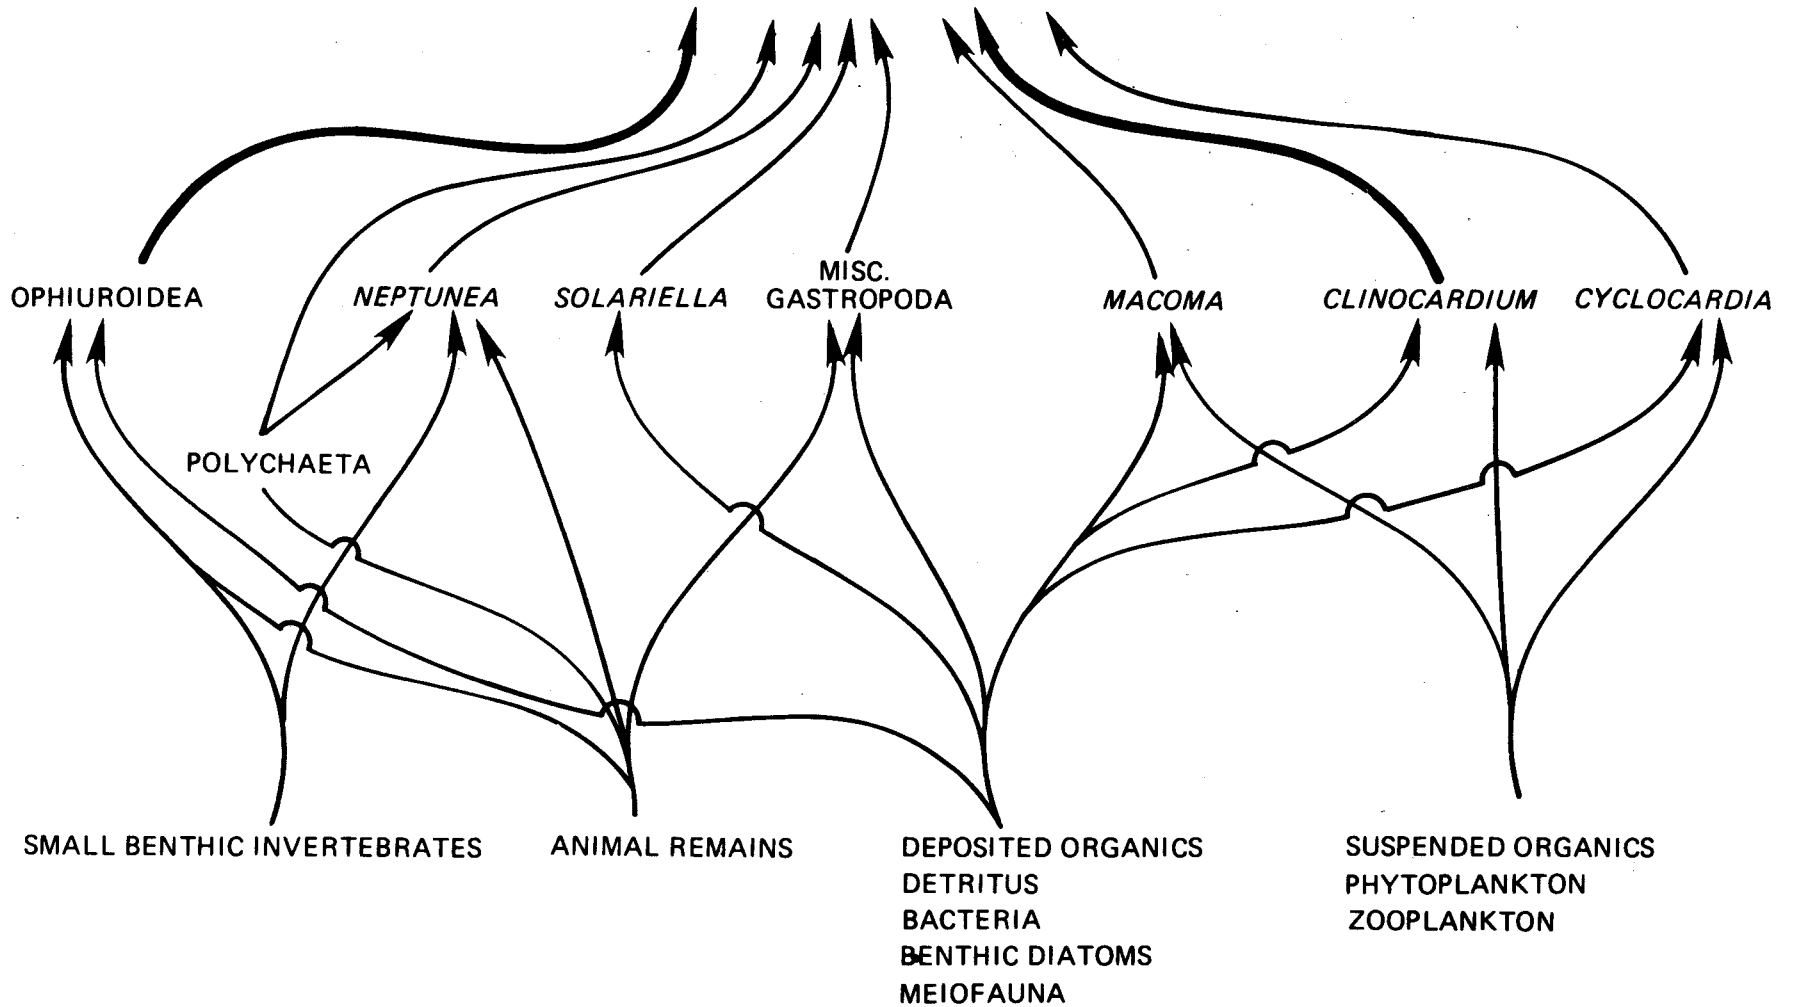 OPHIUROIDEA
NEPTUNEA
SOLARIELLA
MISC.
GASTROPODA
MACOMA
CLINOCARDIUM
CYCLOCARDIA
POLYCHAETA
SMALL BENTHIC INVERTEBRATES
ANIMAL REMAINS
DEPOSITED ORGANICS
DETRITUS
BACTERIA
BENTHIC DIATOMS
MEIOFAUNA
SUSPENDED ORGANICS
PHYTOPLANKTON
ZOOPLANKTON